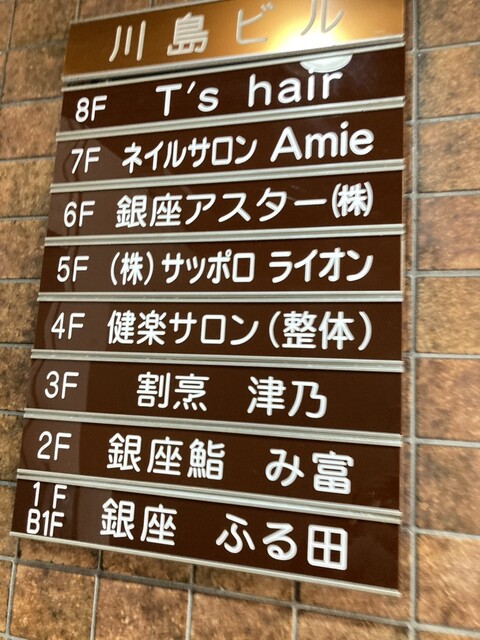 川島ビル
8F T's hair
7F ネイルサロン Amie
6F 銀座アスター㈱
5F (株)サッポロ ライオン
4F 健楽サロン(整体)
3F 割烹 津乃
2F 銀座鮨 み富
1F
B1F 銀座 ふる田